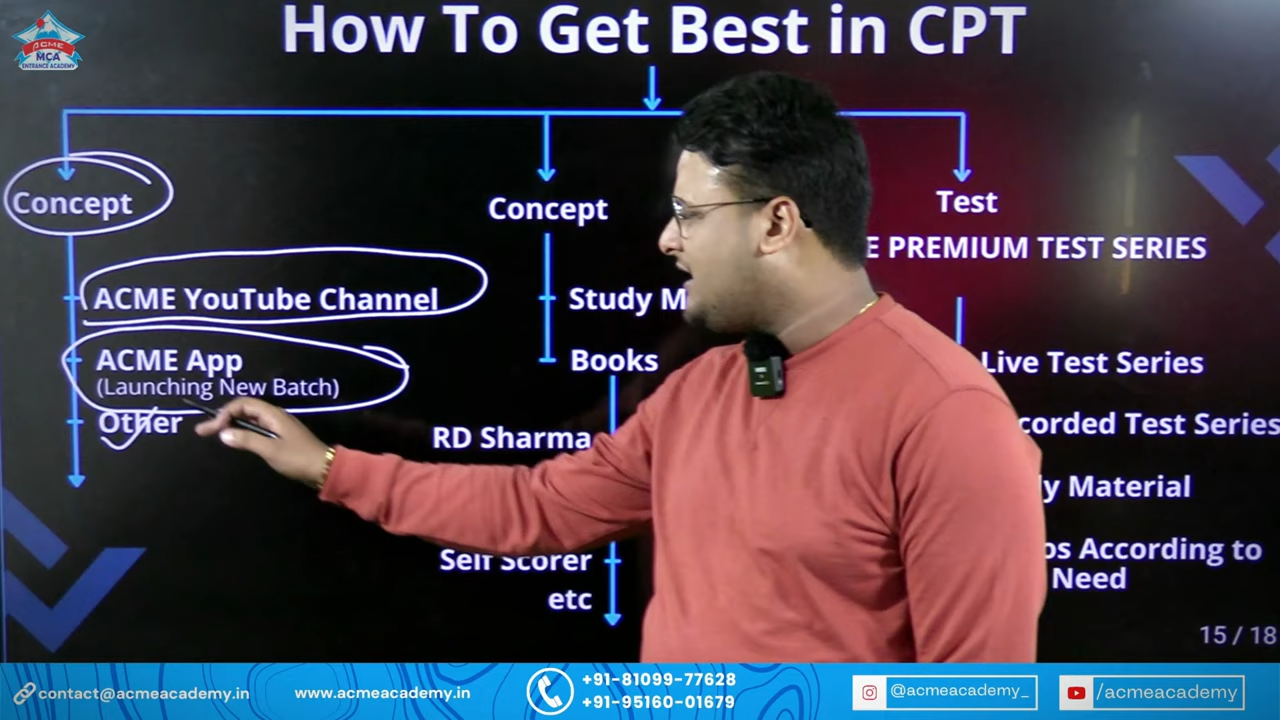 ACME
MCA
ENTRANCE ACADEMY
How To Get Best in CPT
Concept
ACME YouTube Channel
ACME App
(Launching New Batch)
Other
Concept
Study M
Books
RD Sharma
Self Scorer
etc
Test
E PREMIUM TEST SERIES
Live Test Series
corded Test Series
y Material
os According to
Need
15 / 18
contact@acmeacademy.in
www.acmeacademy.in
+91-81099-77628
+91-95160-01679
@acmeacademy_
/acmeacademy